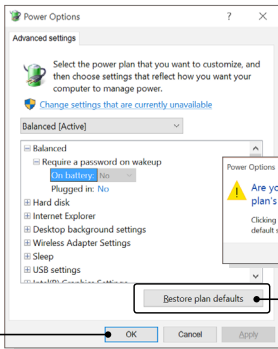 Power Options
Advanced settings
Select the power plan that you want to customize, and
then choose settings that reflect how you want your
computer to manage power.
Change settings that are currently unavailable
Balanced [Active]
Balanced
Require a password on wakeup
On battery: No
Plugged in: No
Hard disk
Internet Explorer
Desktop background settings
Wireless Adapter Settings
Sleep
USB settings
Intel(R) Graphics Settings
Power Options
Are yo
plan's
Clicking
default s
Restore plan defaults
OK
Cancel
Apply